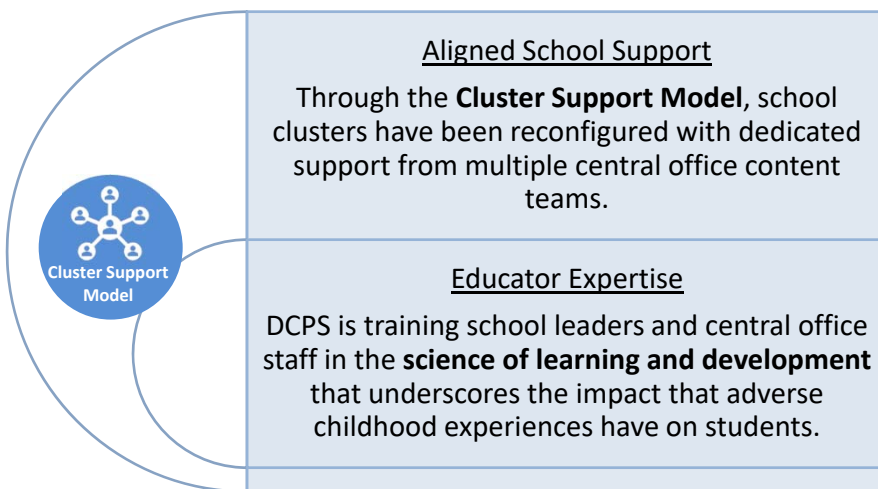 Aligned School Support
Through the Cluster Support Model, school
clusters have been reconfigured with dedicated
support from multiple central office content
teams.
Cluster Support
Model
Educator Expertise
DCPS is training school leaders and central office
staff in the science of learning and development
that underscores the impact that adverse
childhood experiences have on students.